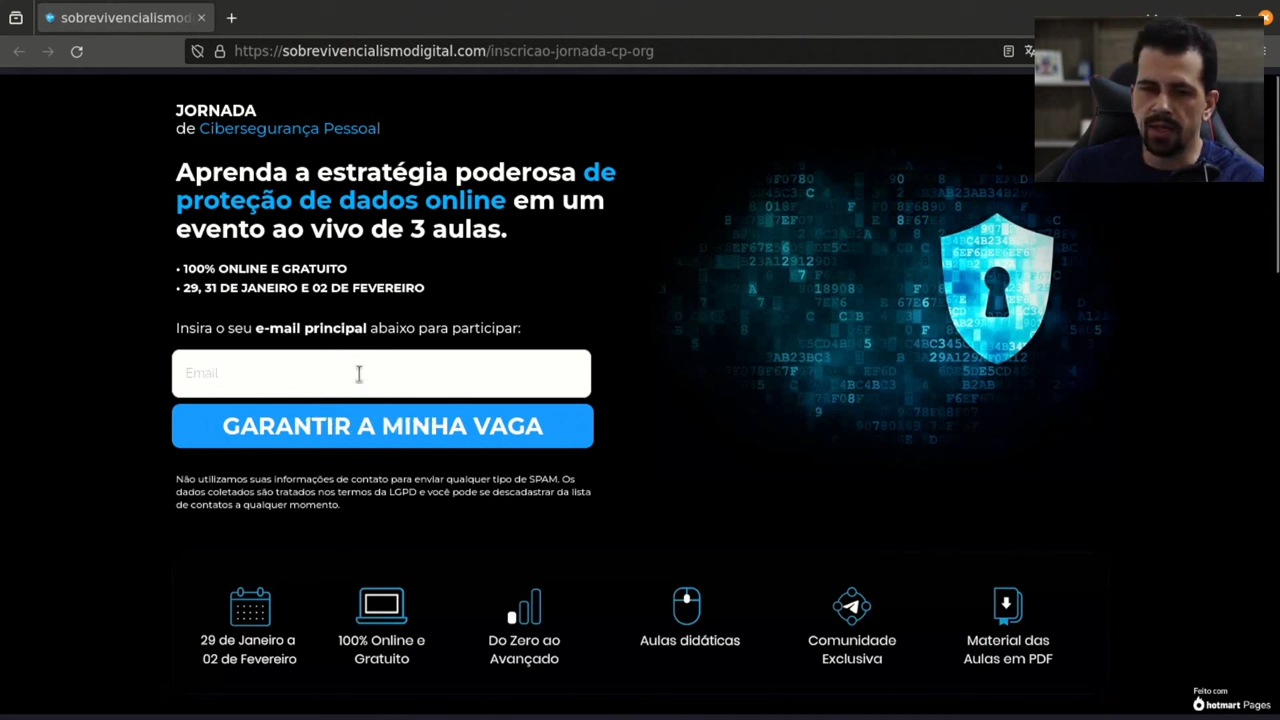 sobrevivencialismod
https://sobrevivencialismodigital.com/inscricao-jornada-cp-org
JORNADA
de Cibersegurança Pessoal
Aprenda a estratégia poderosa de
proteção de dados online em um
evento ao vivo de 3 aulas.
• 100% ONLINE E GRATUITO
• 29, 31 DE JANEIRO E 02 DE FEVEREIRO
Insira o seu e-mail principal abaixo para participar:
Email
GARANTIR A MINHA VAGA
Não utilizamos suas informações de contato para enviar qualquer tipo de SPAM. Os
dados coletados são tratados nos termos da LGPD e você pode se descadastrar da lista
de contatos a qualquer momento.
29 de Janeiro a
02 de Fevereiro
100% Online e
Gratuito
Do Zero ao
Avançado
Aulas didáticas
Comunidade
Exclusiva
Material das
Aulas em PDF
Feito com
hotmart Pages